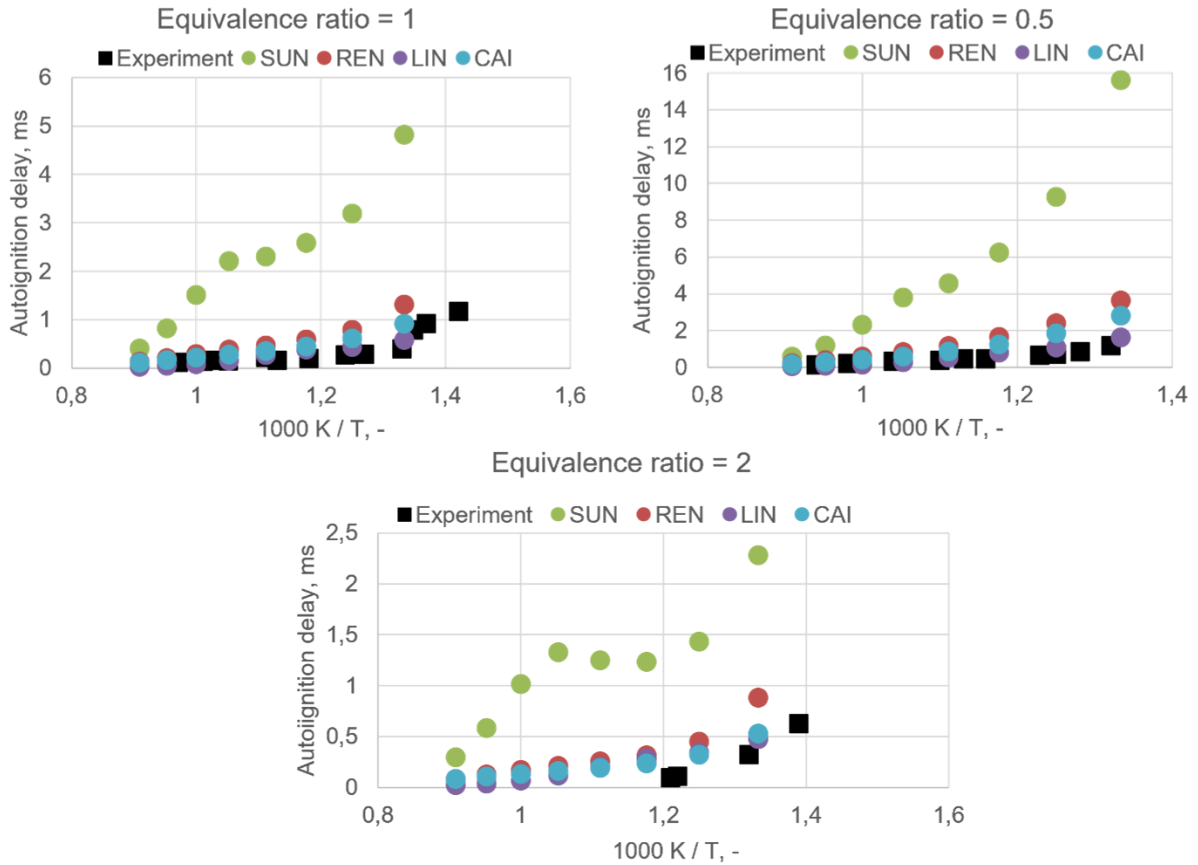 Equivalence ratio = 1
Experiment SUN REN LIN CAI
Autoignition delay, ms
6
5
4
3
2
1
0
0,8 1 1,2 1,4 1,6
1000 K / T, -
Equivalence ratio = 0.5
Experiment SUN REN LIN CAI
Autoignition delay, ms
16
14
12
10
8
6
4
2
0
0,8 1 1,2 1,4
1000 K / T, -
Equivalence ratio = 2
Experiment SUN REN LIN CAI
Autoiignition delay, ms
2,5
2
1,5
1
0,5
0
0,8 1 1,2 1,4 1,6
1000 K / T, -